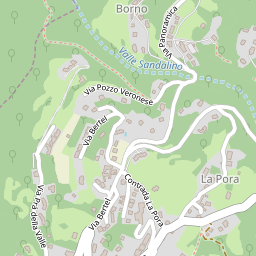 Borno
Via Panoramica
Valle Sandalino
Via Pozzo Veronese
Via Bertel
La Pora
Contrada La Pora
Via Pra della Valle
Via Bertel